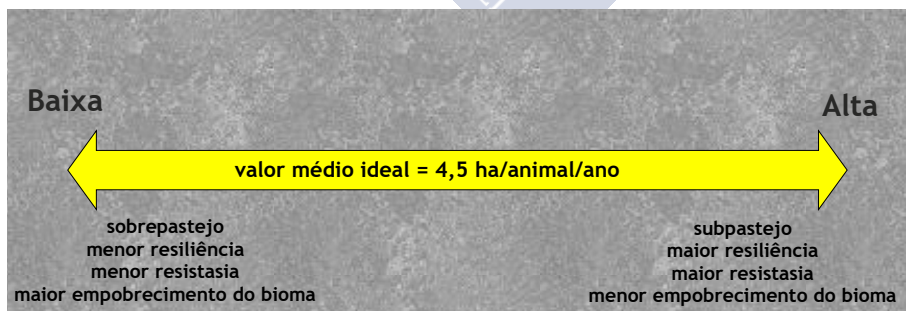 Baixa
Alta
valor médio ideal = 4,5 ha/animal/ano
sobrepastejo
menor resiliência
menor resistasia
maior empobrecimento do bioma
subpastejo
maior resiliência
maior resistasia
menor empobrecimento do bioma